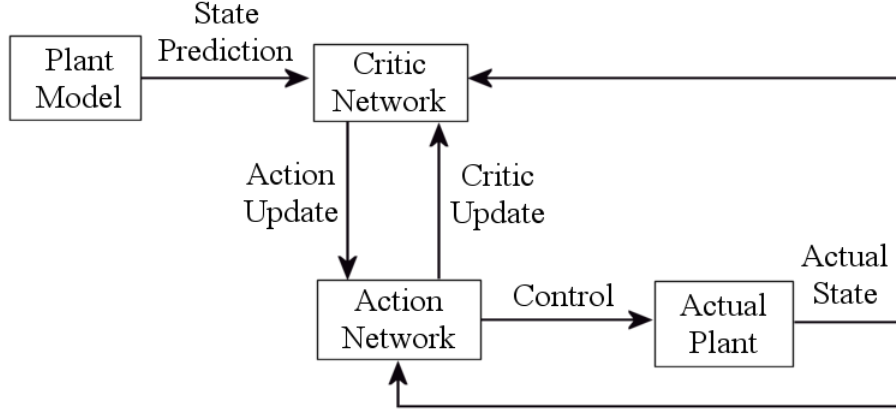 State
Prediction
Plant
Model
Critic
Network
Action
Update
Critic
Update
Action
Network
Control
Actual
Plant
Actual
State